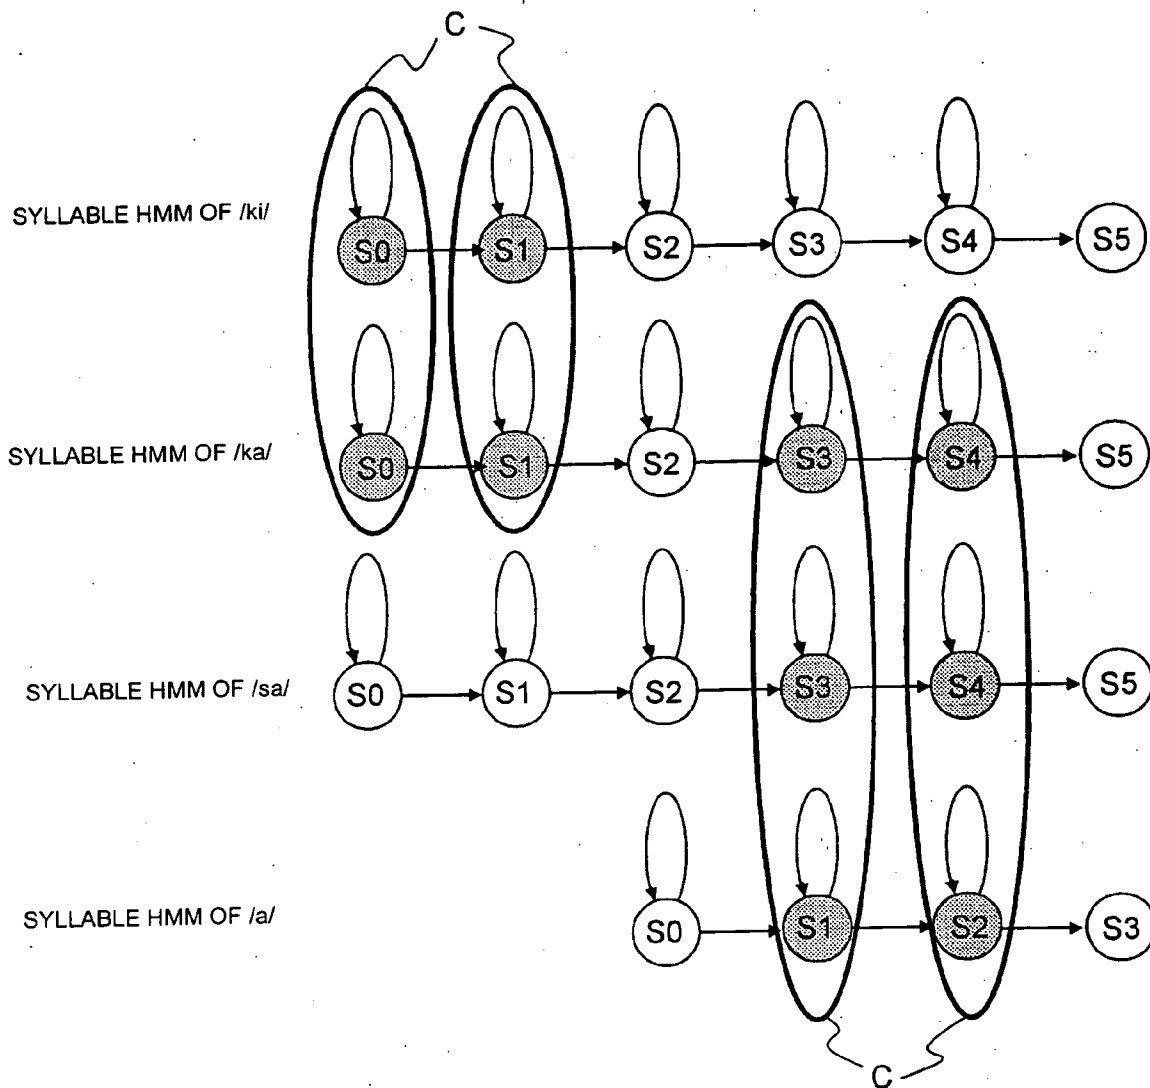 C
SYLLABLE HMM OF /ki/ S0 S1 S2 S3 S4 S5
SYLLABLE HMM OF /ka/ S0 S1 S2 S3 S4 S5
SYLLABLE HMM OF /sa/ S0 S1 S2 S3 S4 S5
SYLLABLE HMM OF /a/ S0 S1 S2 S3
C